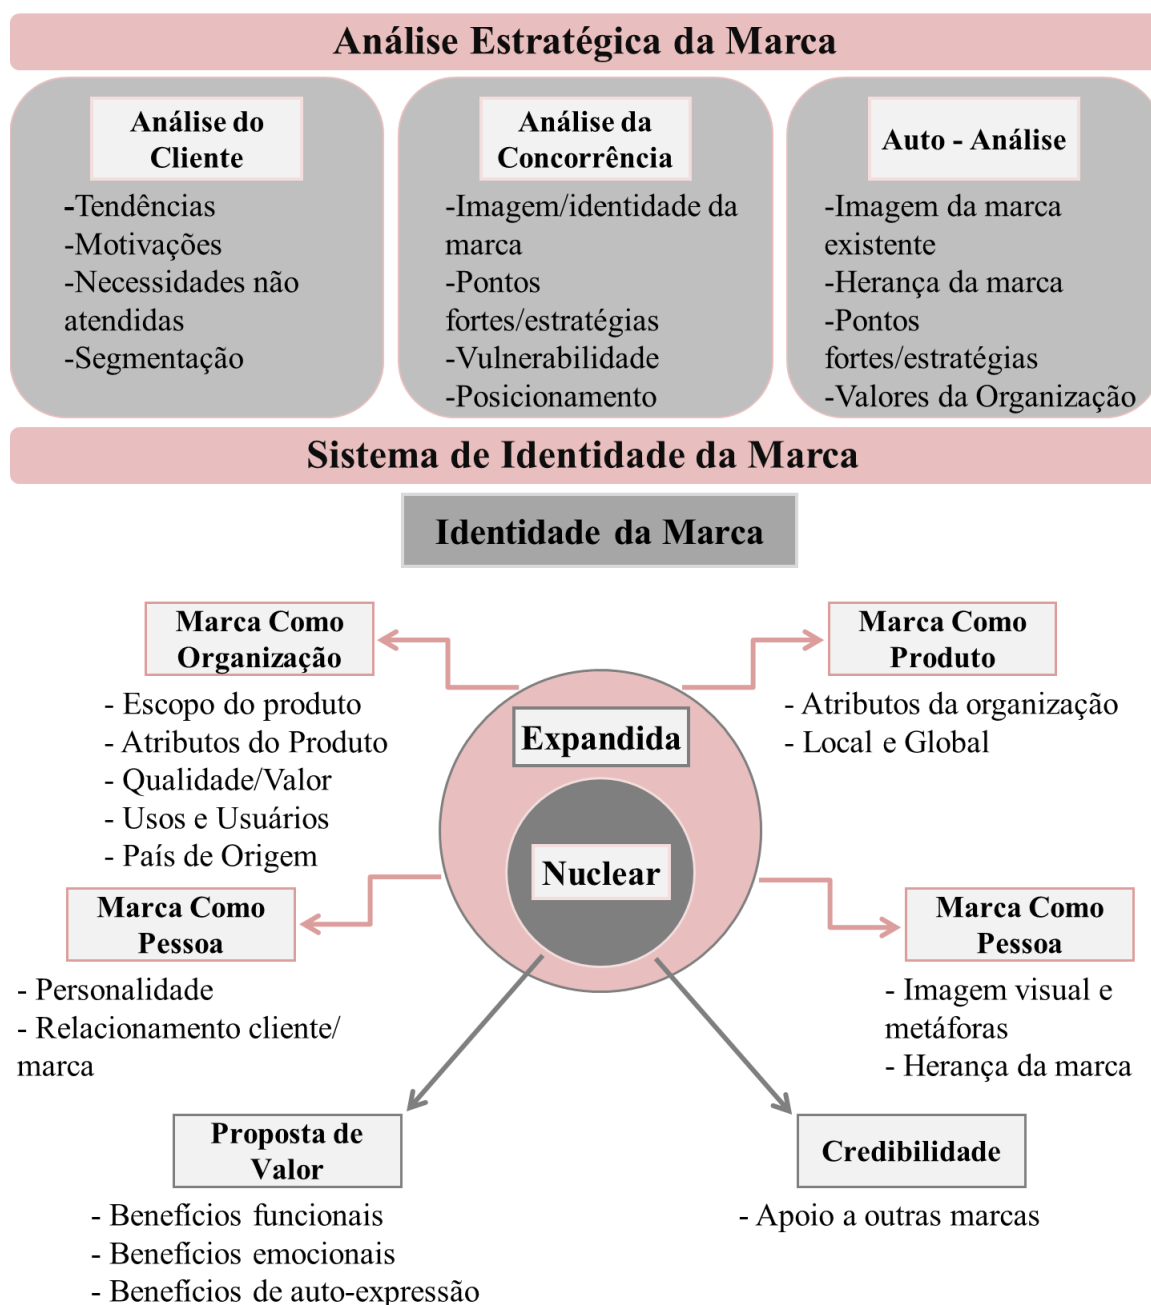 Análise Estratégica da Marca
Análise do
Cliente
-Tendências
-Motivações
-Necessidades não
atendidas
-Segmentação
Análise da
Concorrência
-Imagem/identidade da
marca
-Pontos
fortes/estratégias
-Vulnerabilidade
-Posicionamento
Auto - Análise
-Imagem da marca
existente
-Herança da marca
-Pontos
fortes/estratégias
-Valores da Organização
Sistema de Identidade da Marca
Identidade da Marca
Marca Como
Organização
- Escopo do produto
- Atributos do Produto
- Qualidade/Valor
- Usos e Usuários
- País de Origem
Marca Como
Produto
- Atributos da organização
- Local e Global
Expandida
Nuclear
Marca Como
Pessoa
- Personalidade
- Relacionamento cliente/
marca
Marca Como
Pessoa
- Imagem visual e
metáforas
- Herança da marca
Proposta de
Valor
- Benefícios funcionais
- Benefícios emocionais
- Benefícios de auto-expressão
Credibilidade
- Apoio a outras marcas